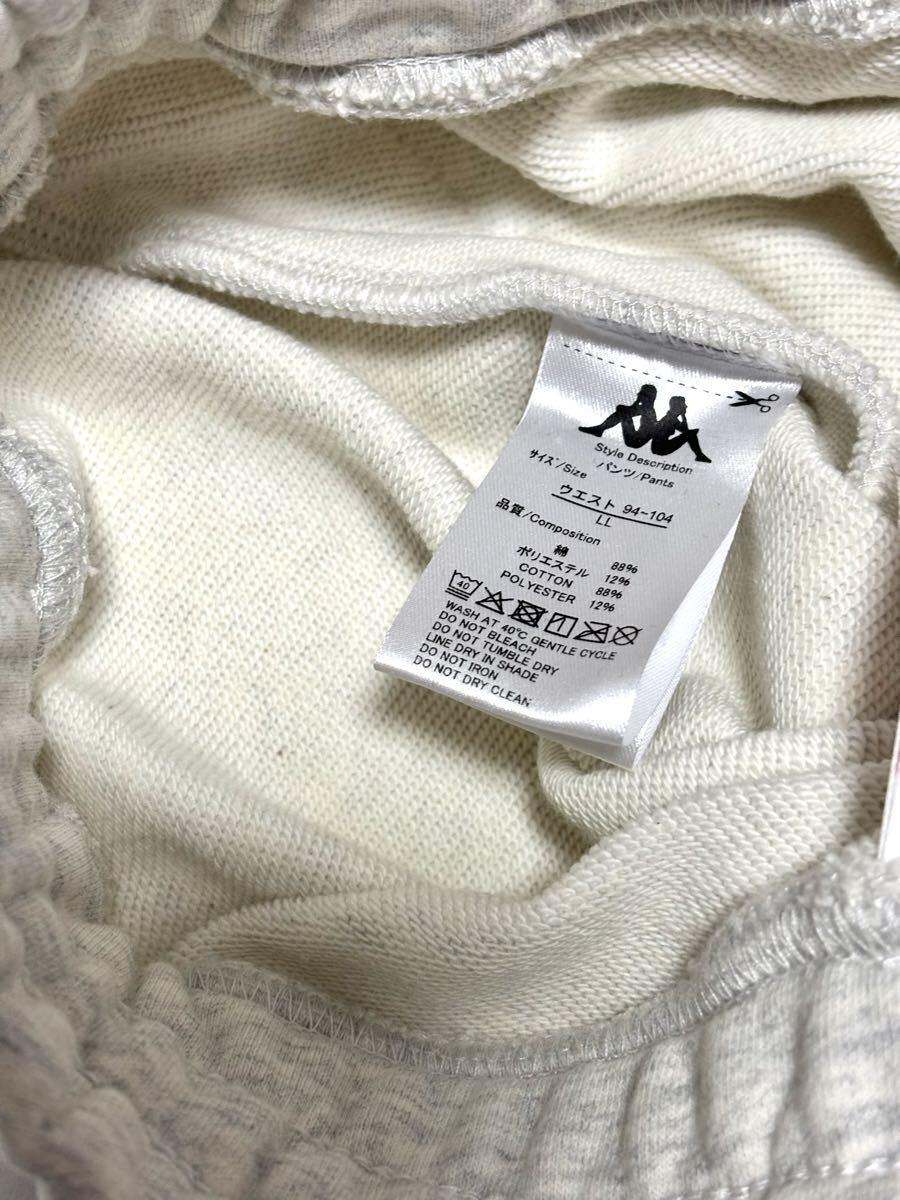 Style Description
パンツ/Pants
サイズ/Size
ウエスト 94-104
LL
品質/Composition
綿 88%
ポリエステル 12%
COTTON 88%
POLYESTER 12%
40
WASH AT 40℃ GENTLE CYCLE
DO NOT BLEACH
DO NOT TUMBLE DRY
LINE DRY IN SHADE
DO NOT IRON
DO NOT DRY CLEAN